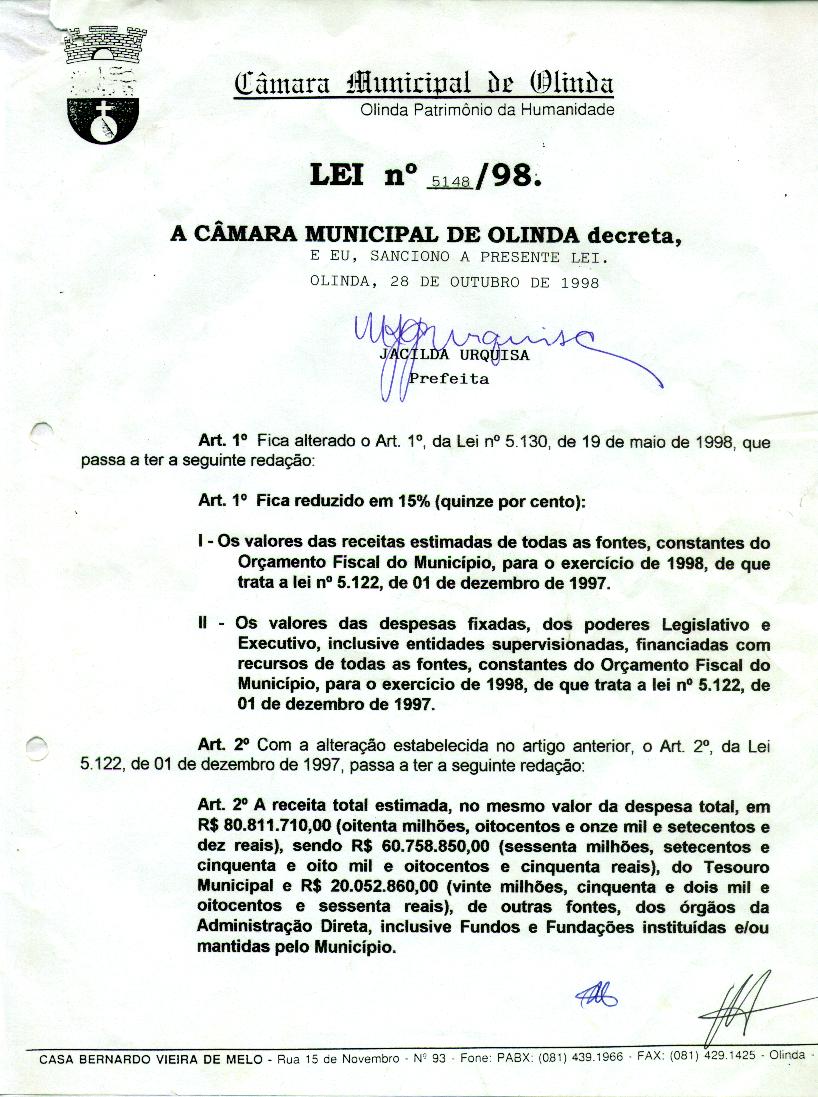 Câmara Municipal de Olinda
Olinda Patrimônio da Humanidade
LEI nº 5148/98.
A CÂMARA MUNICIPAL DE OLINDA decreta,
E EU, SANCIONO A PRESENTE LEI.
OLINDA, 28 DE OUTUBRO DE 1998
JACILDA URQUISA
Prefeita
Art. 1º Fica alterado o Art. 1º, da Lei nº 5.130, de 19 de maio de 1998, que
passa a ter a seguinte redação:
Art. 1º Fica reduzido em 15% (quinze por cento):
I - Os valores das receitas estimadas de todas as fontes, constantes do
Orçamento Fiscal do Município, para o exercício de 1998, de que
trata a lei nº 5.122, de 01 de dezembro de 1997.
II - Os valores das despesas fixadas, dos poderes Legislativo e
Executivo, inclusive entidades supervisionadas, financiadas com
recursos de todas as fontes, constantes do Orçamento Fiscal do
Município, para o exercício de 1998, de que trata a lei nº 5.122, de
01 de dezembro de 1997.
Art. 2º Com a alteração estabelecida no artigo anterior, o Art. 2º, da Lei
5.122, de 01 de dezembro de 1997, passa a ter a seguinte redação:
Art. 2º A receita total estimada, no mesmo valor da despesa total, em
R$ 80.811.710,00 (oitenta milhões, oitocentos e onze mil e setecentos e
dez reais), sendo R$ 60.758.850,00 (sessenta milhões, setecentos e
cinquenta e oito mil e oitocentos e cinquenta reais), do Tesouro
Municipal e R$ 20.052.860,00 (vinte milhões, cinquenta e dois mil e
oitocentos e sessenta reais), de outras fontes, dos órgãos da
Administração Direta, inclusive Fundos e Fundações instituídas e/ou
mantidas pelo Município.
CASA BERNARDO VIEIRA DE MELO - Rua 15 de Novembro - Nº 93 - Fone: PABX: (081) 439.1966 - FAX: (081) 429.1425 - Olinda -